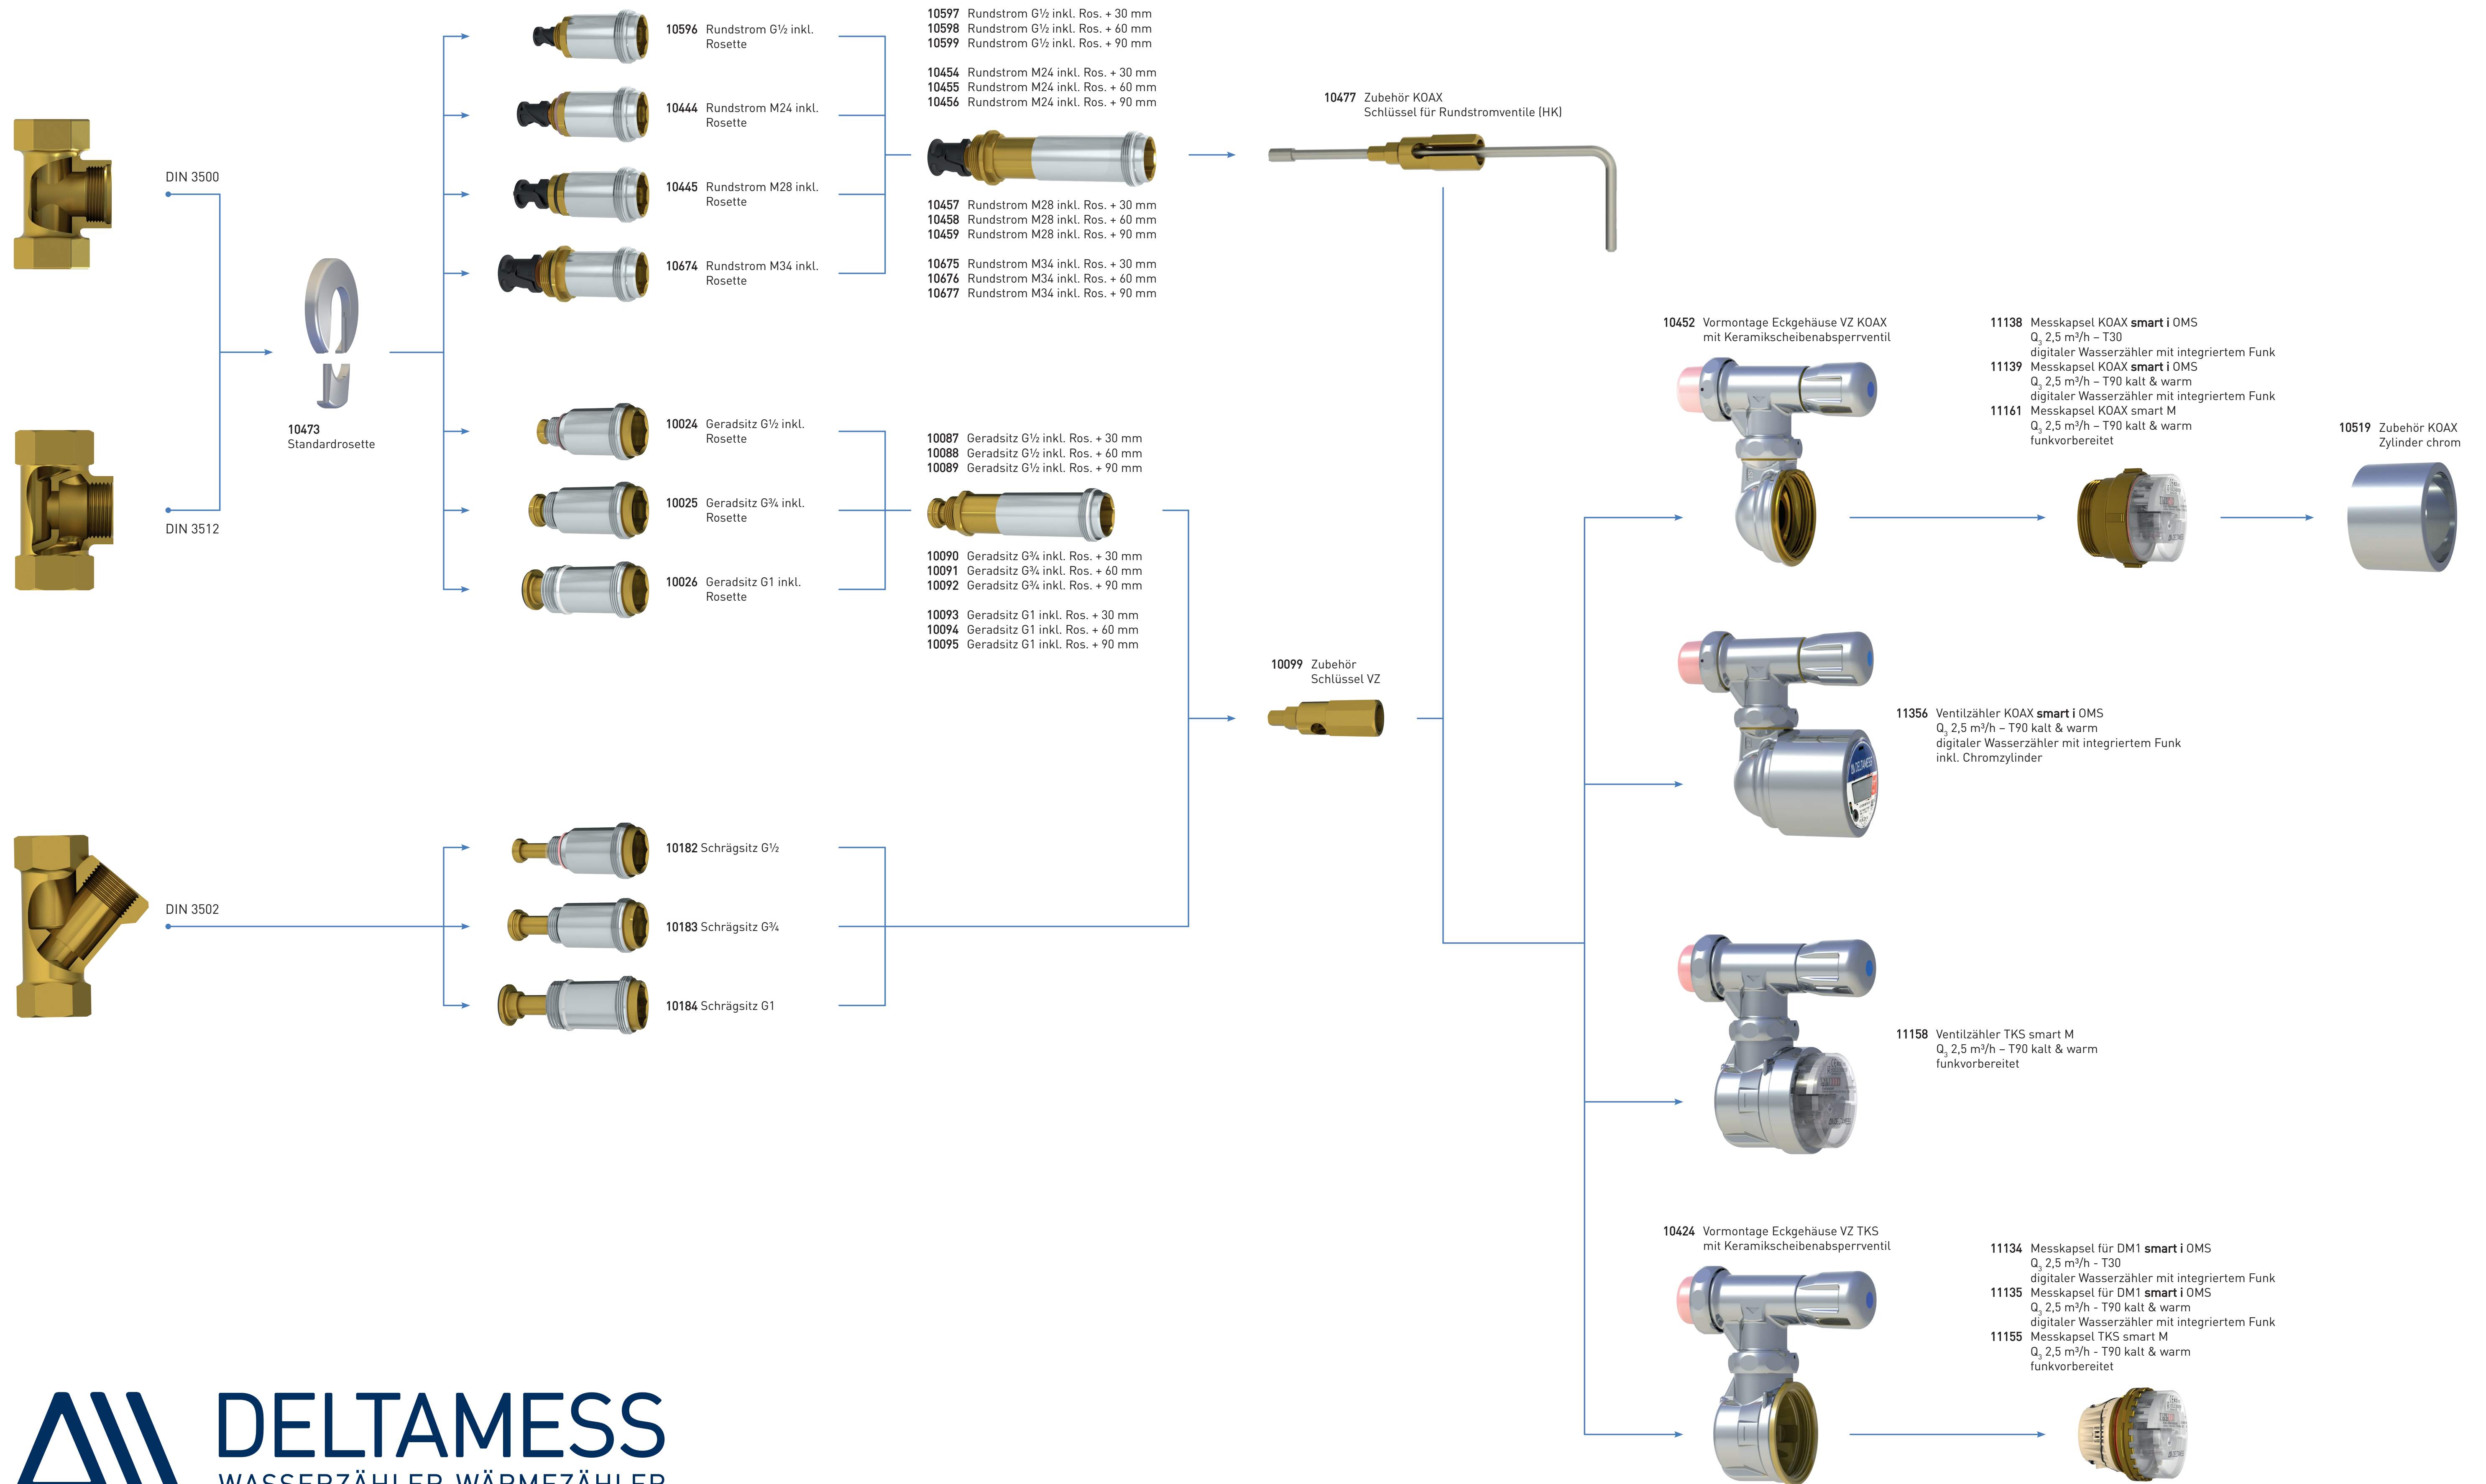 DIN 3500
DIN 3512
10473
Standardrosette
10596 Rundstrom G½ inkl.
Rosette
10444 Rundstrom M24 inkl.
Rosette
10445 Rundstrom M28 inkl.
Rosette
10674 Rundstrom M34 inkl.
Rosette
10024 Geradsitz G½ inkl.
Rosette
10025 Geradsitz G¾ inkl.
Rosette
10026 Geradsitz G1 inkl.
Rosette
10597 Rundstrom G½ inkl. Ros. + 30 mm
10598 Rundstrom G½ inkl. Ros. + 60 mm
10599 Rundstrom G½ inkl. Ros. + 90 mm
10454 Rundstrom M24 inkl. Ros. + 30 mm
10455 Rundstrom M24 inkl. Ros. + 60 mm
10456 Rundstrom M24 inkl. Ros. + 90 mm
10457 Rundstrom M28 inkl. Ros. + 30 mm
10458 Rundstrom M28 inkl. Ros. + 60 mm
10459 Rundstrom M28 inkl. Ros. + 90 mm
10675 Rundstrom M34 inkl. Ros. + 30 mm
10676 Rundstrom M34 inkl. Ros. + 60 mm
10677 Rundstrom M34 inkl. Ros. + 90 mm
10087 Geradsitz G½ inkl. Ros. + 30 mm
10088 Geradsitz G½ inkl. Ros. + 60 mm
10089 Geradsitz G½ inkl. Ros. + 90 mm
10090 Geradsitz G¾ inkl. Ros. + 30 mm
10091 Geradsitz G¾ inkl. Ros. + 60 mm
10092 Geradsitz G¾ inkl. Ros. + 90 mm
10093 Geradsitz G1 inkl. Ros. + 30 mm
10094 Geradsitz G1 inkl. Ros. + 60 mm
10095 Geradsitz G1 inkl. Ros. + 90 mm
10477 Zubehör KOAX
Schlüssel für Rundstromventile (HK)
10099 Zubehör
Schlüssel VZ
DIN 3502
10182 Schrägsitz G½
10183 Schrägsitz G¾
10184 Schrägsitz G1
10452 Vormontage Eckgehäuse VZ KOAX
mit Keramikscheibenabsperrventil
11138 Messkapsel KOAX smart i OMS
Q3 2,5 m³/h – T30
digitaler Wasserzähler mit integriertem Funk
11139 Messkapsel KOAX smart i OMS
Q3 2,5 m³/h – T90 kalt & warm
digitaler Wasserzähler mit integriertem Funk
11161 Messkapsel KOAX smart M
Q3 2,5 m³/h – T90 kalt & warm
funkvorbereitet
10519 Zubehör KOAX
Zylinder chrom
DELTAMESS
11356 Ventilzähler KOAX smart i OMS
Q3 2,5 m³/h – T90 kalt & warm
digitaler Wasserzähler mit integriertem Funk
inkl. Chromzylinder
11158 Ventilzähler TKS smart M
Q3 2,5 m³/h – T90 kalt & warm
funkvorbereitet
10424 Vormontage Eckgehäuse VZ TKS
mit Keramikscheibenabsperrventil
11134 Messkapsel für DM1 smart i OMS
Q3 2,5 m³/h - T30
digitaler Wasserzähler mit integriertem Funk
11135 Messkapsel für DM1 smart i OMS
Q3 2,5 m³/h - T90 kalt & warm
digitaler Wasserzähler mit integriertem Funk
11155 Messkapsel TKS smart M
Q3 2,5 m³/h - T90 kalt & warm
funkvorbereitet
DELTAMESS
WASSERZÄHLER WÄRMEZÄHLER